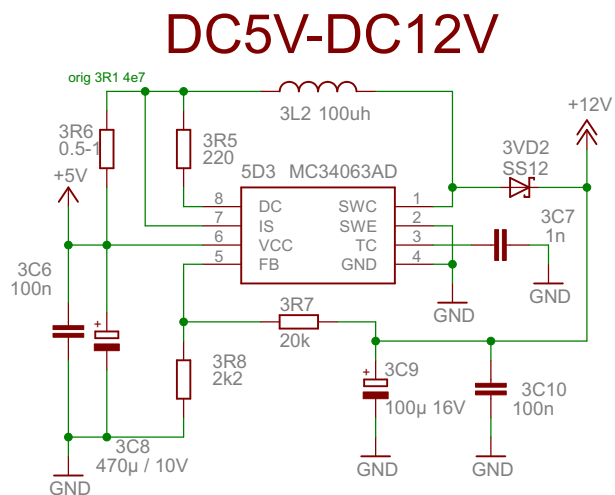 DC5V-DC12V
orig 3R1 4e7
3L2 100uh
+12V
3R6
0.5-1
3R5
220
3VD2
SS12
+5V
5D3 MC34063AD
8 DC SWC 1
7 IS SWE 2
6 VCC TC 3
5 FB GND 4
3C7
1n
3C6
100n
GND
GND
3R7
20k
3R8
2k2
3C9
100µ 16V
3C10
100n
3C8
470µ / 10V
GND
GND
GND